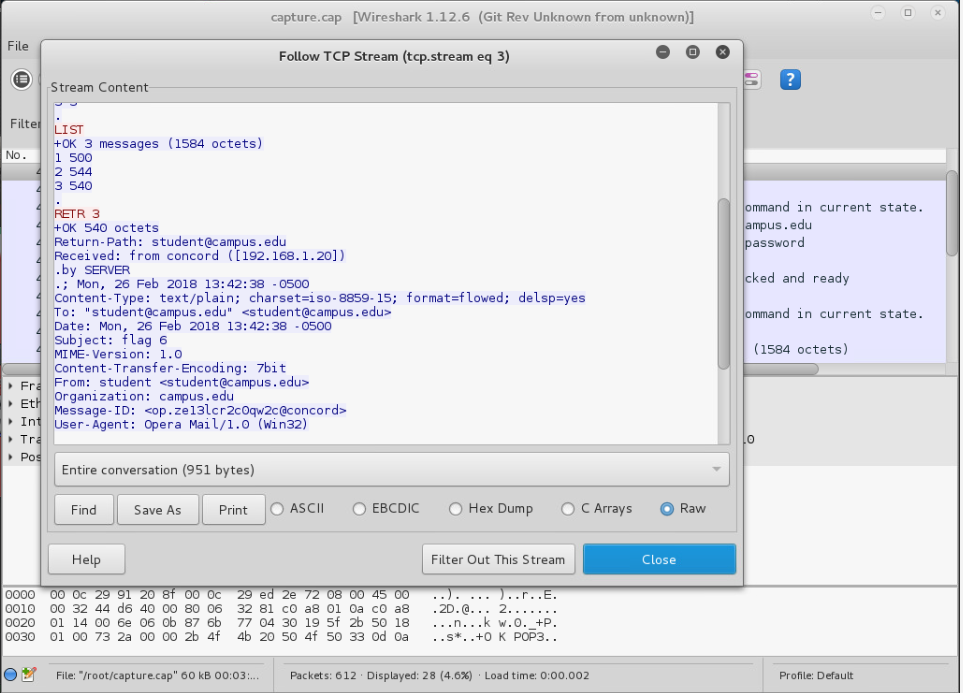 capture.cap [Wireshark 1.12.6 (Git Rev Unknown from unknown)]
File
Follow TCP Stream (tcp.stream eq 3)
Stream Content
Filter
No.
.
LIST
+OK 3 messages (1584 octets)
1 500
2 544
3 540
.
RETR 3
+OK 540 octets
Return-Path: student@campus.edu
Received: from concord ([192.168.1.20])
.by SERVER
.; Mon, 26 Feb 2018 13:42:38 -0500
Content-Type: text/plain; charset=iso-8859-15; format=flowed; delsp=yes
To: "student@campus.edu" <student@campus.edu>
Date: Mon, 26 Feb 2018 13:42:38 -0500
Subject: flag 6
MIME-Version: 1.0
Content-Transfer-Encoding: 7bit
From: student <student@campus.edu>
Organization: campus.edu
Message-ID: <op.ze13lcr2c0qw2c@concord>
User-Agent: Opera Mail/1.0 (Win32)
ommand in current state.
ampus.edu
password
cked and ready
ommand in current state.
(1584 octets)
Fra
Eth
Int
Tra
Pos
.0
Entire conversation (951 bytes)
Find Save As Print ASCII EBCDIC Hex Dump C Arrays Raw
Help Filter Out This Stream Close
0000 00 0c 29 91 20 8f 00 0c 29 ed 2e 72 08 00 45 00 ..). ... )..r..E.
0010 00 32 44 d6 40 00 80 06 32 81 c0 a8 01 0a c0 a8 .2D.@... 2.......
0020 01 14 00 6e 06 0b 87 6b 77 04 30 19 5f 2b 50 18 ...n...k w.0._+P.
0030 01 00 73 2a 00 00 2b 4f 4b 20 50 4f 50 33 0d 0a ..s*..+O K POP3..
File: "/root/capture.cap" 60 kB 00:03:... Packets: 612 · Displayed: 28 (4.6%) · Load time: 0:00.002 Profile: Default